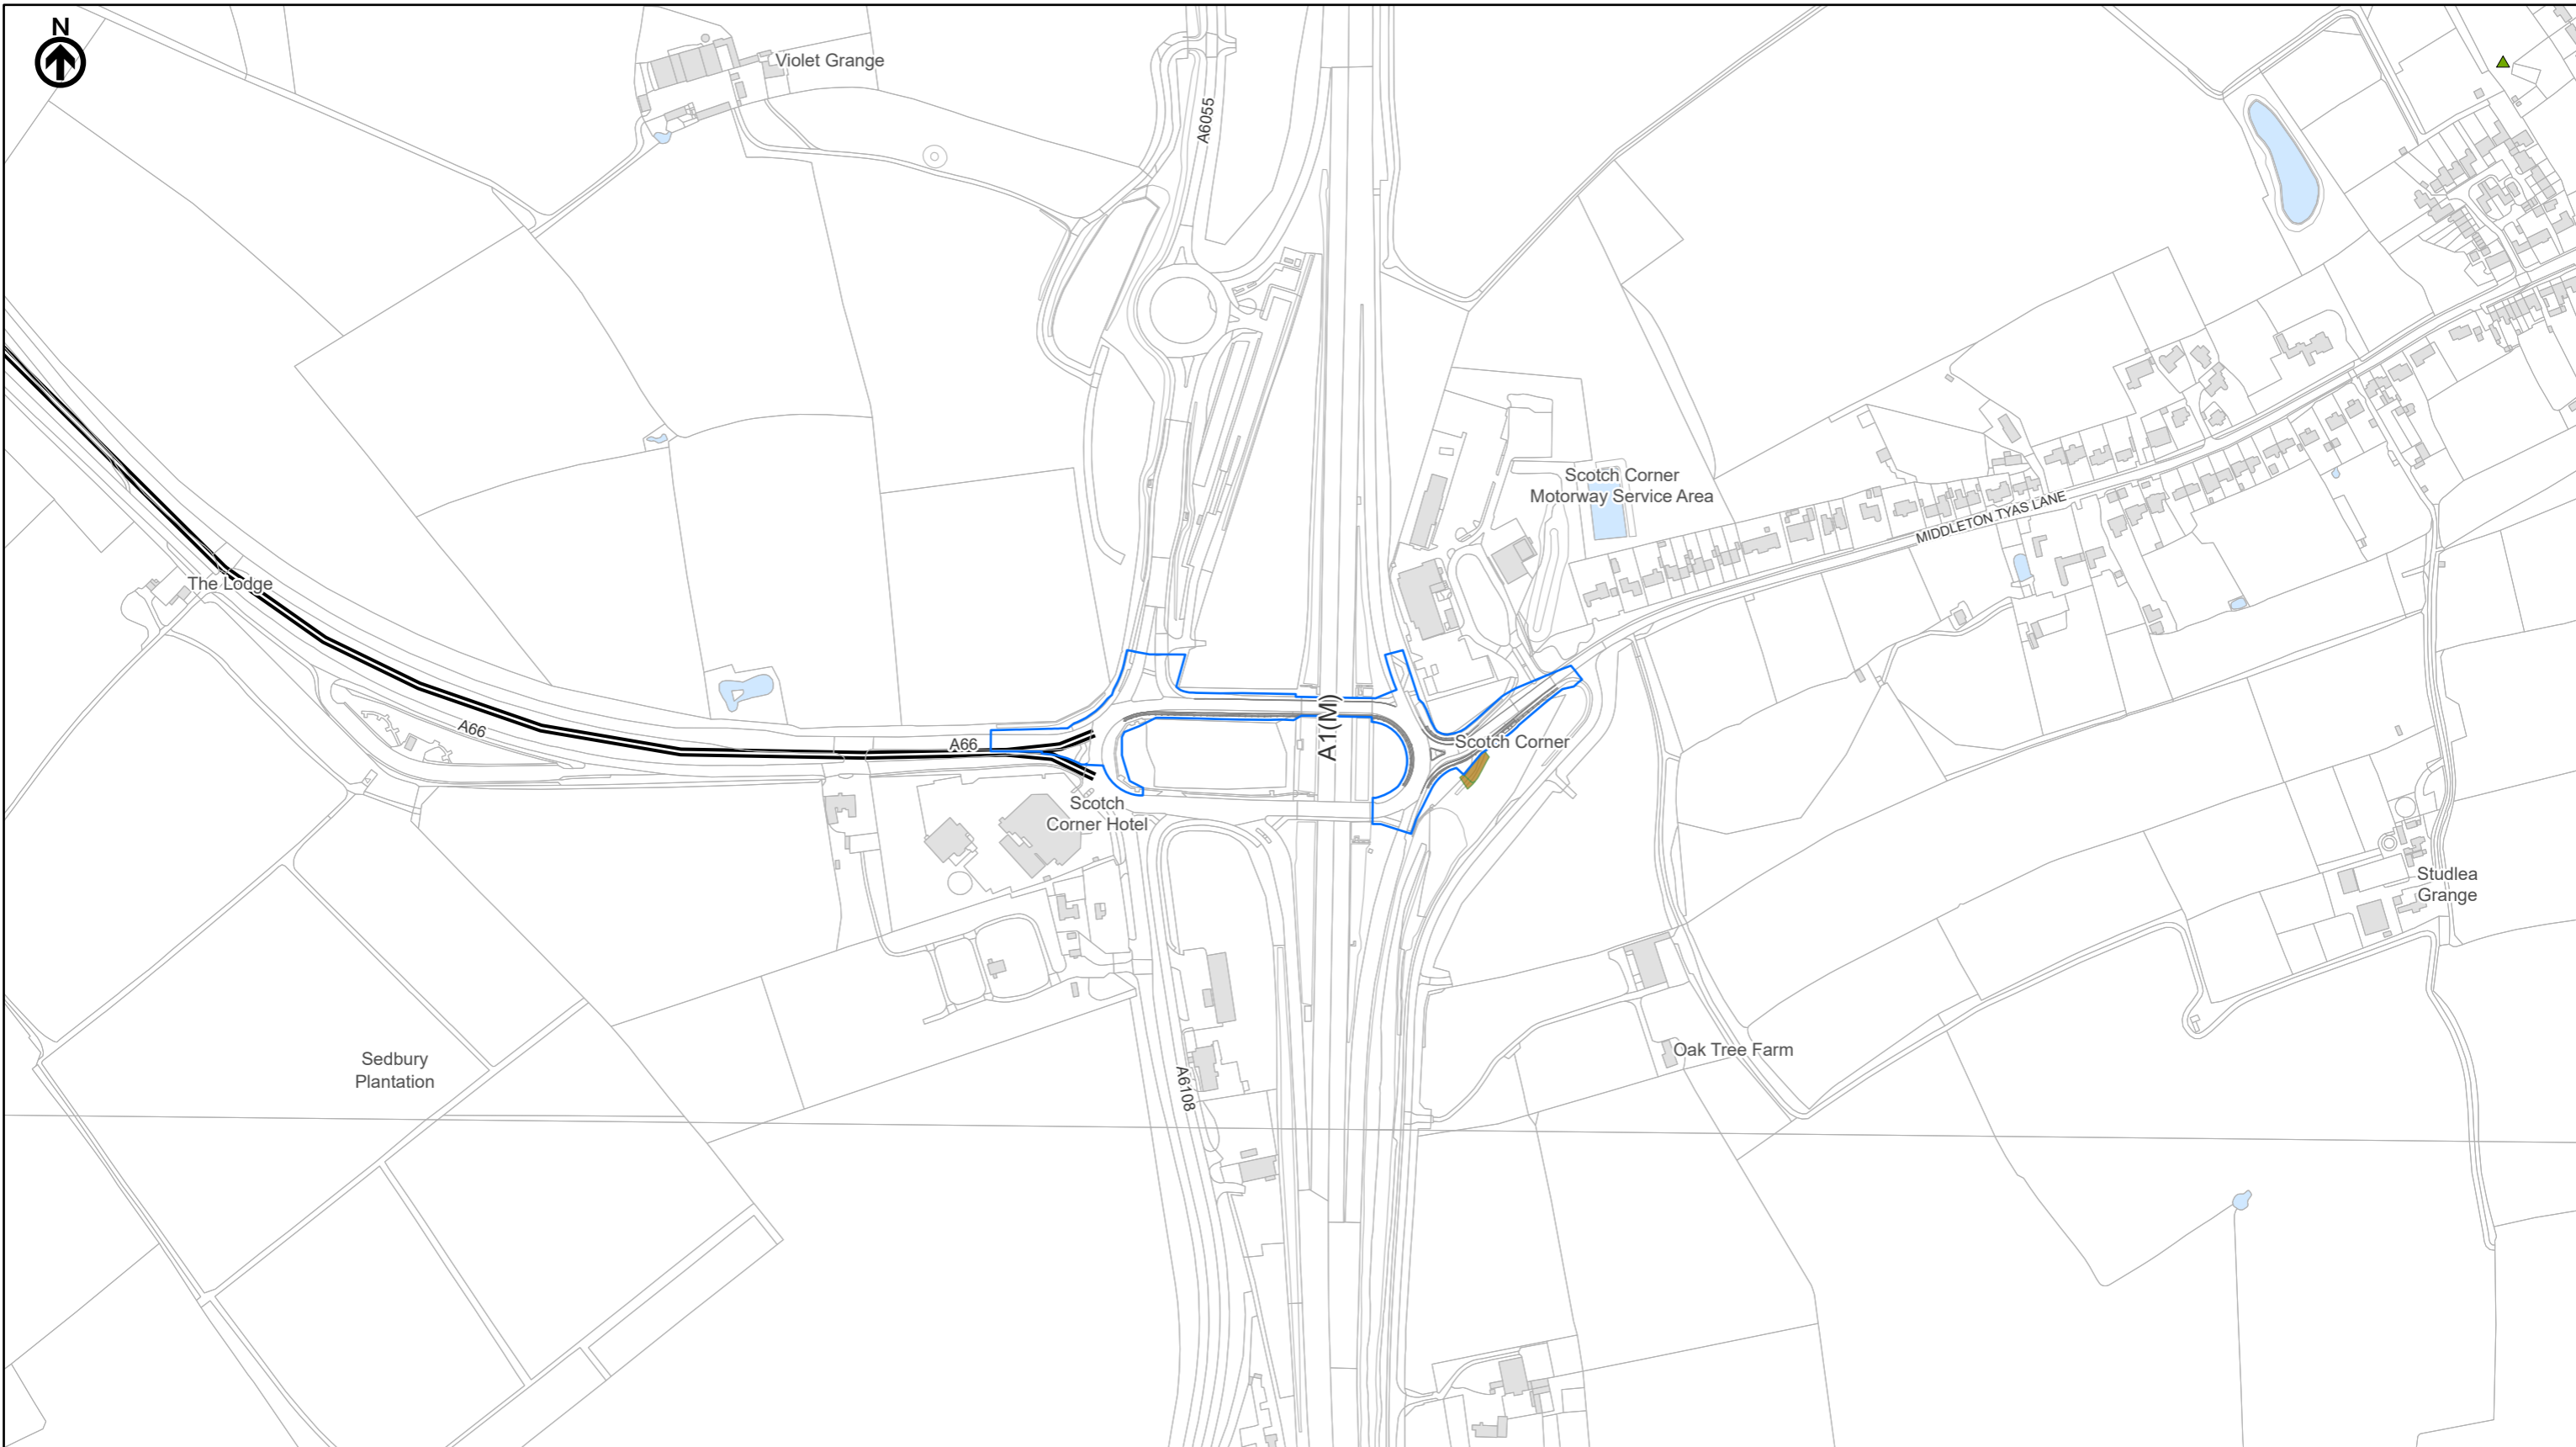 N
Violet Grange
A6055
Scotch Corner
Motorway Service Area
MIDDLETON TYAS LANE
The Lodge
A66
A66
A1(M)
Scotch Corner
Scotch
Corner Hotel
Studlea
Grange
Sedbury
Plantation
Oak Tree Farm
A6108